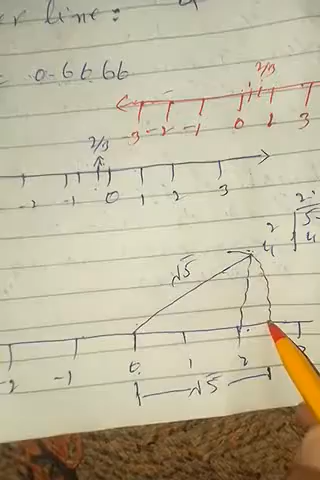 er line:
= 0.6666
2/3
-3 -2 -1 0 1 2 3
2/3
-2 -1 0 1 2 3
√5
√5
-2 -1 0 1 2
√5